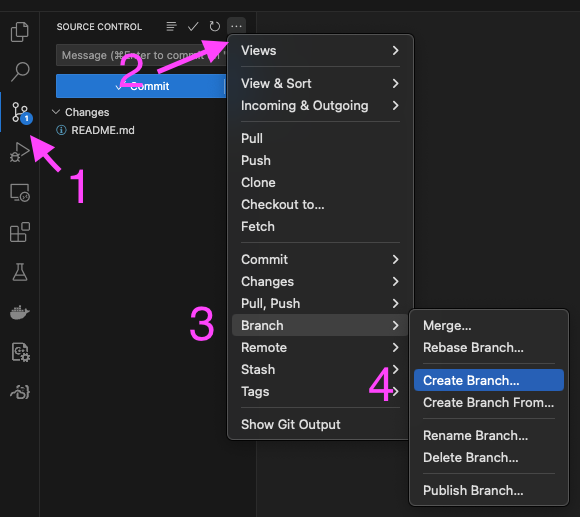 SOURCE CONTROL
Message (⌘Enter to commit
Commit
Changes
README.md
1
1
2
Views
View & Sort
Incoming & Outgoing
Pull
Push
Clone
Checkout to...
Fetch
Commit
Changes
Pull, Push
3
Branch
Remote
Stash
Tags
Show Git Output
4
Merge...
Rebase Branch...
Create Branch...
Create Branch From...
Rename Branch...
Delete Branch...
Publish Branch...